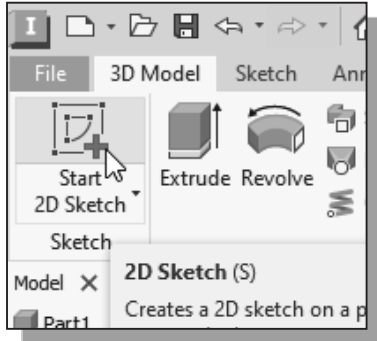 I
File 3D Model Sketch
Start
2D Sketch
Extrude Revolve
Sketch
Model ×
2D Sketch (S)
Creates a 2D sketch on a
Part1